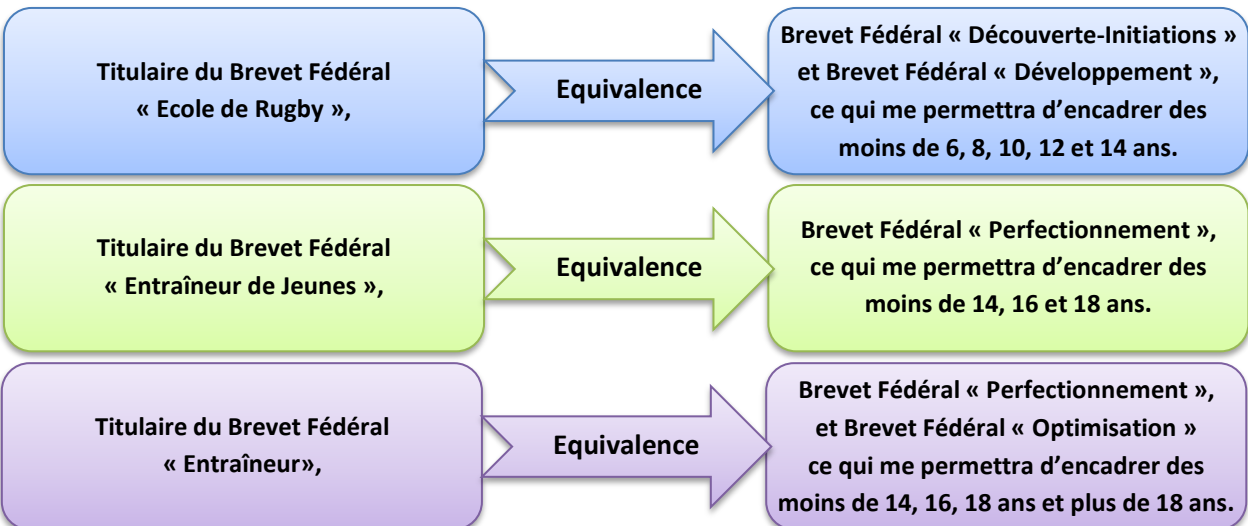 Titulaire du Brevet Fédéral
« Ecole de Rugby »,
Equivalence
Brevet Fédéral « Découverte-Initiations »
et Brevet Fédéral « Développement »,
ce qui me permettra d'encadrer des
moins de 6, 8, 10, 12 et 14 ans.
Titulaire du Brevet Fédéral
« Entraîneur de Jeunes »,
Equivalence
Brevet Fédéral « Perfectionnement »,
ce qui me permettra d'encadrer des
moins de 14, 16 et 18 ans.
Titulaire du Brevet Fédéral
« Entraîneur»,
Equivalence
Brevet Fédéral « Perfectionnement »,
et Brevet Fédéral « Optimisation »
ce qui me permettra d'encadrer des
moins de 14, 16, 18 ans et plus de 18 ans.